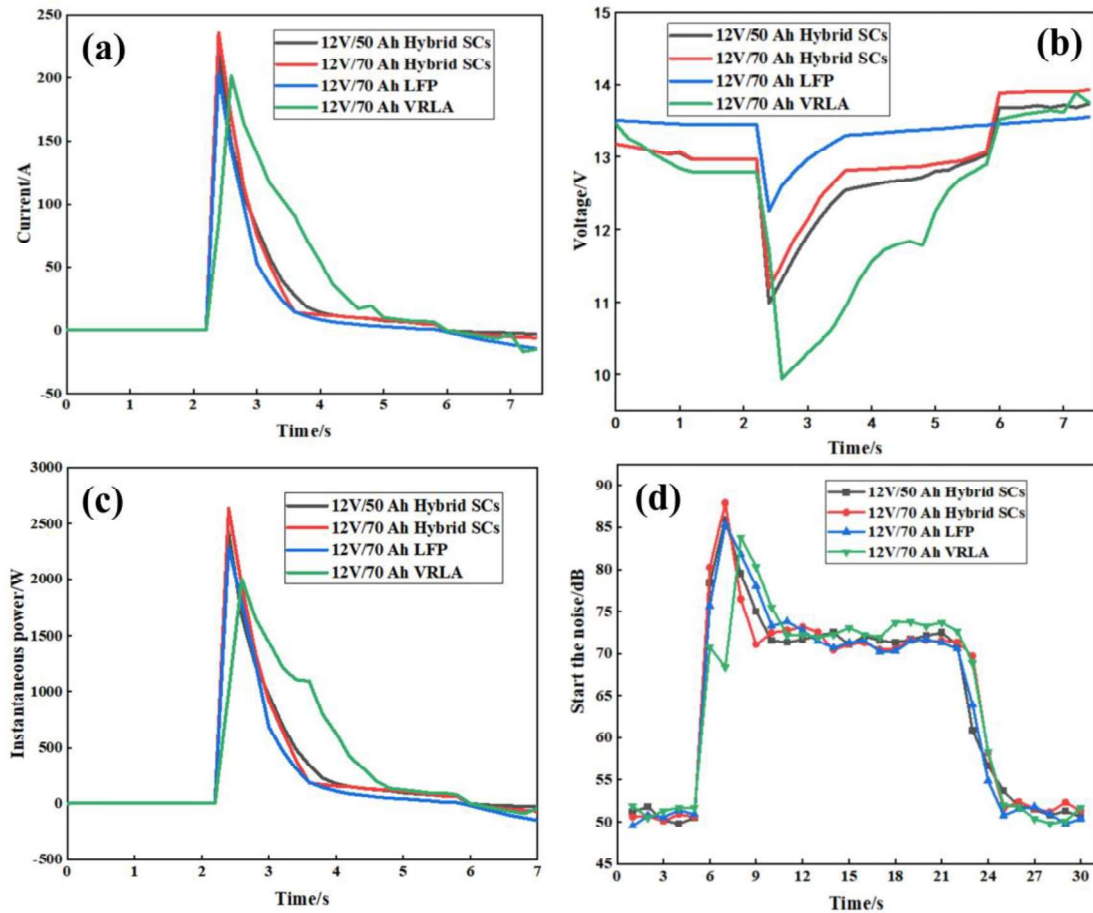 (a)
12V/50 Ah Hybrid SCs
12V/70 Ah Hybrid SCs
12V/70 Ah LFP
12V/70 Ah VRLA
250
200
150
100
50
0
-50
Current/A
0 1 2 3 4 5 6 7
Time/s
(b)
12V/50 Ah Hybrid SCs
12V/70 Ah Hybrid SCs
12V/70 Ah LFP
12V/70 Ah VRLA
15
14
13
12
11
10
Voltage/V
0 1 2 3 4 5 6 7
Time/s
(c)
12V/50 Ah Hybrid SCs
12V/70 Ah Hybrid SCs
12V/70 Ah LFP
12V/70 Ah VRLA
3000
2500
2000
1500
1000
500
0
-500
Instantaneous power/W
0 1 2 3 4 5 6 7
Time/s
(d)
12V/50 Ah Hybrid SCs
12V/70 Ah Hybrid SCs
12V/70 Ah LFP
12V/70 Ah VRLA
90
85
80
75
70
65
60
55
50
45
Start the noise/dB
0 3 6 9 12 15 18 21 24 27 30
Time/s